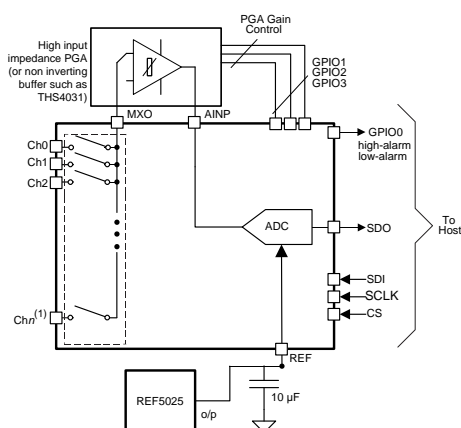 PGA Gain
Control
High input
impedance PGA
(or non inverting
buffer such as
THS4031)
GPIO1
GPIO2
GPIO3
MXO
AINP
Ch0
Ch1
Ch2
GPIO0
high-alarm
low-alarm
ADC
SDO
To
Host
SDI
SCLK
CS
Chn(1)
REF
REF5025
10 µF
o/p